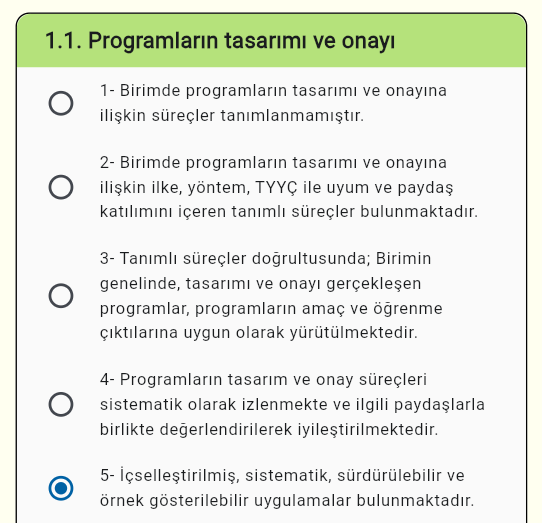 1.1. Programların tasarımı ve onayı
1- Birimde programların tasarımı ve onayına
ilişkin süreçler tanımlanmamıştır.
2- Birimde programların tasarımı ve onayına
ilişkin ilke, yöntem, TYYÇ ile uyum ve paydaş
katılımını içeren tanımlı süreçler bulunmaktadır.
3- Tanımlı süreçler doğrultusunda; Birimin
genelinde, tasarımı ve onayı gerçekleşen
programlar, programların amaç ve öğrenme
çıktılarına uygun olarak yürütülmektedir.
4- Programların tasarım ve onay süreçleri
sistematik olarak izlenmekte ve ilgili paydaşlarla
birlikte değerlendirilerek iyileştirilmektedir.
5- İçselleştirilmiş, sistematik, sürdürülebilir ve
örnek gösterilebilir uygulamalar bulunmaktadır.